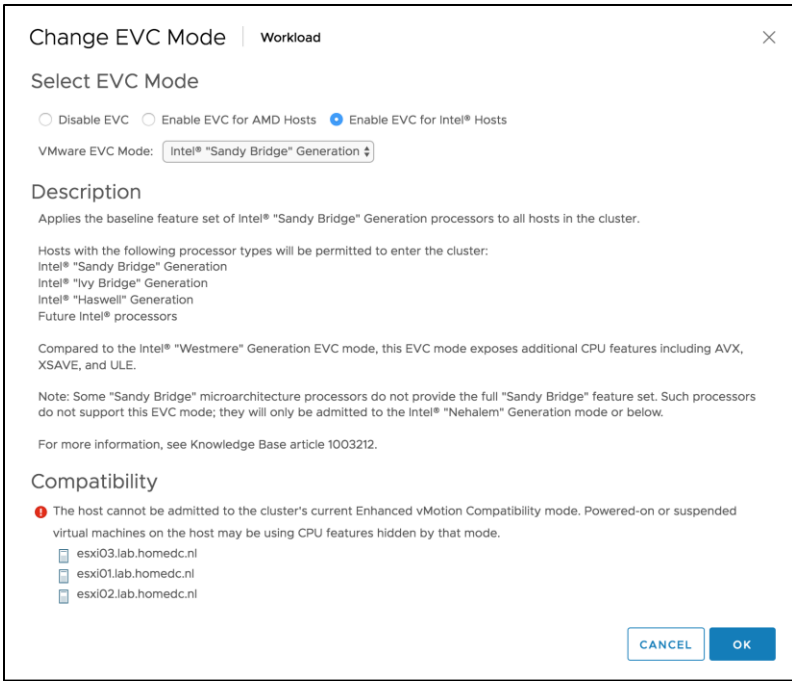 Change EVC Mode Workload
Select EVC Mode
Disable EVC Enable EVC for AMD Hosts Enable EVC for Intel® Hosts
VMware EVC Mode: Intel® "Sandy Bridge" Generation
Description
Applies the baseline feature set of Intel® "Sandy Bridge" Generation processors to all hosts in the cluster.
Hosts with the following processor types will be permitted to enter the cluster:
Intel® "Sandy Bridge" Generation
Intel® "Ivy Bridge" Generation
Intel® "Haswell" Generation
Future Intel® processors
Compared to the Intel® "Westmere" Generation EVC mode, this EVC mode exposes additional CPU features including AVX,
XSAVE, and ULE.
Note: Some "Sandy Bridge" microarchitecture processors do not provide the full "Sandy Bridge" feature set. Such processors
do not support this EVC mode; they will only be admitted to the Intel® "Nehalem" Generation mode or below.
For more information, see Knowledge Base article 1003212.
Compatibility
The host cannot be admitted to the cluster's current Enhanced vMotion Compatibility mode. Powered-on or suspended
virtual machines on the host may be using CPU features hidden by that mode.
esxi03.lab.homedc.nl
esxi01.lab.homedc.nl
esxi02.lab.homedc.nl
CANCEL OK